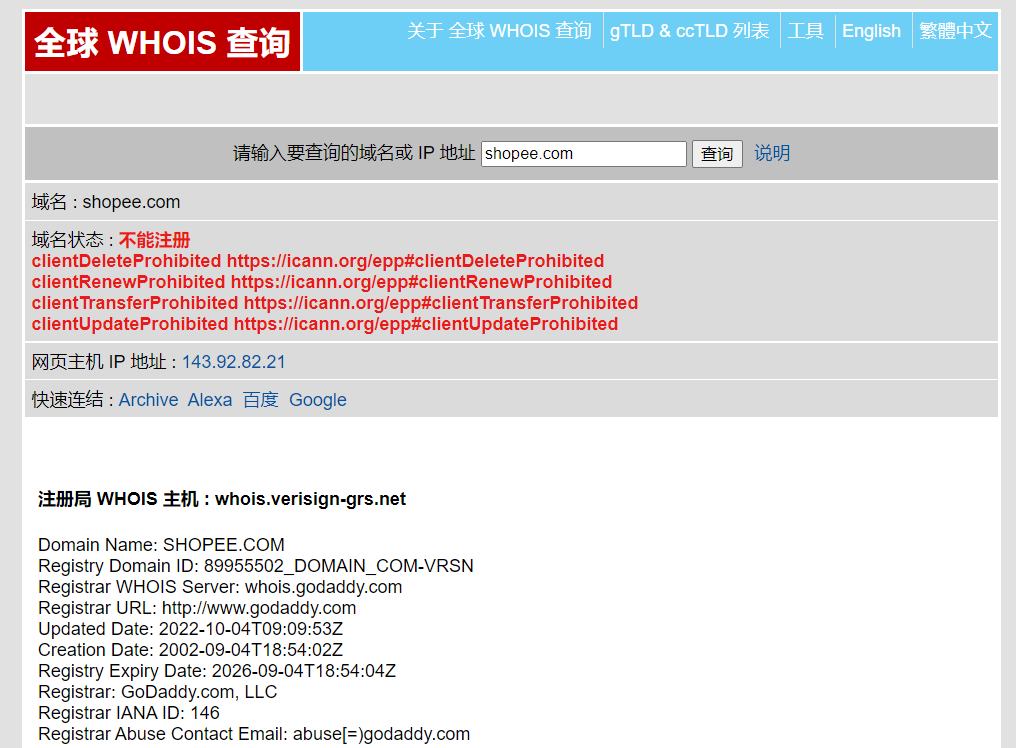 全球 WHOIS 查询
关于 全球 WHOIS 查询 gTLD & ccTLD 列表 工具 English 繁體中文
请输入要查询的域名或 IP 地址 shopee.com 查询 说明
域名 : shopee.com
域名状态 : 不能注册
clientDeleteProhibited https://icann.org/epp#clientDeleteProhibited
clientRenewProhibited https://icann.org/epp#clientRenewProhibited
clientTransferProhibited https://icann.org/epp#clientTransferProhibited
clientUpdateProhibited https://icann.org/epp#clientUpdateProhibited
网页主机 IP 地址 : 143.92.82.21
快速连结 : Archive Alexa 百度 Google
注册局 WHOIS 主机 : whois.verisign-grs.net
Domain Name: SHOPEE.COM
Registry Domain ID: 89955502_DOMAIN_COM-VRSN
Registrar WHOIS Server: whois.godaddy.com
Registrar URL: http://www.godaddy.com
Updated Date: 2022-10-04T09:09:53Z
Creation Date: 2002-09-04T18:54:02Z
Registry Expiry Date: 2026-09-04T18:54:04Z
Registrar: GoDaddy.com, LLC
Registrar IANA ID: 146
Registrar Abuse Contact Email: abuse[=)godaddy.com